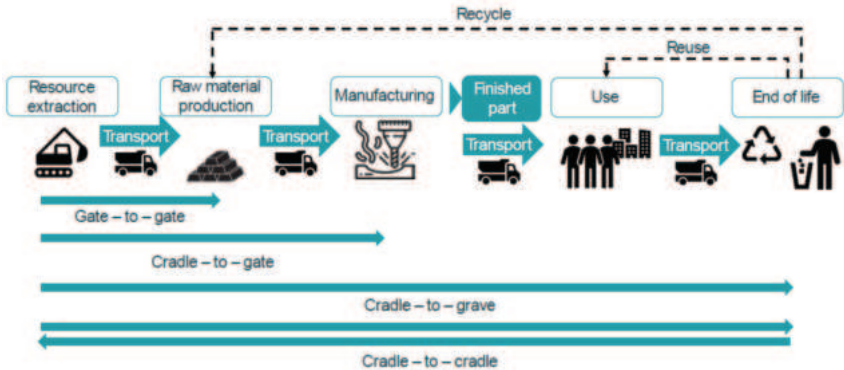 Recycle
Reuse
Resource
extraction
Raw material
production
Manufacturing
Finished
part
Use
End of life
Transport
Transport
Transport
Transport
Gate – to – gate
Cradle – to – gate
Cradle – to – grave
Cradle – to – cradle